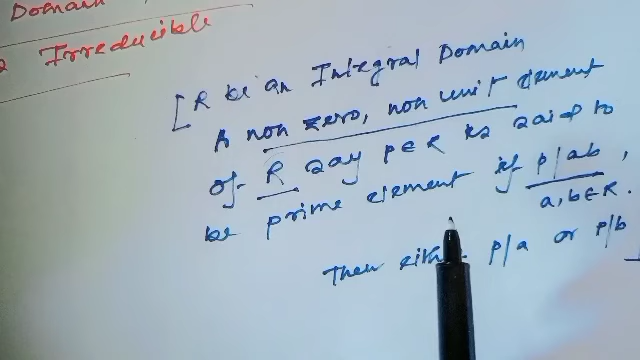 Domain
2 Irreducible
[R be an Integral Domain
A non zero, non unit element
of R say p∈R is said to
be prime element if p/ab,
a,b∈R.
Then p/a or p/b ]